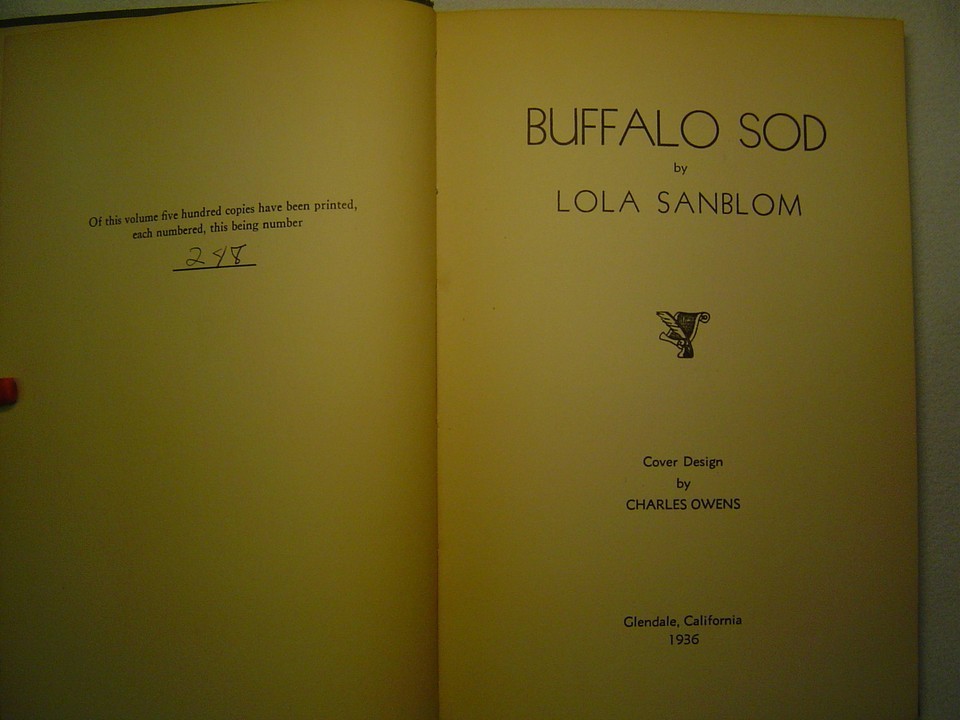 Of this volume five hundred copies have been printed,
each numbered, this being number
248
BUFFALO SOD
by
LOLA SANBLOM
Cover Design
by
CHARLES OWENS
Glendale, California
1936